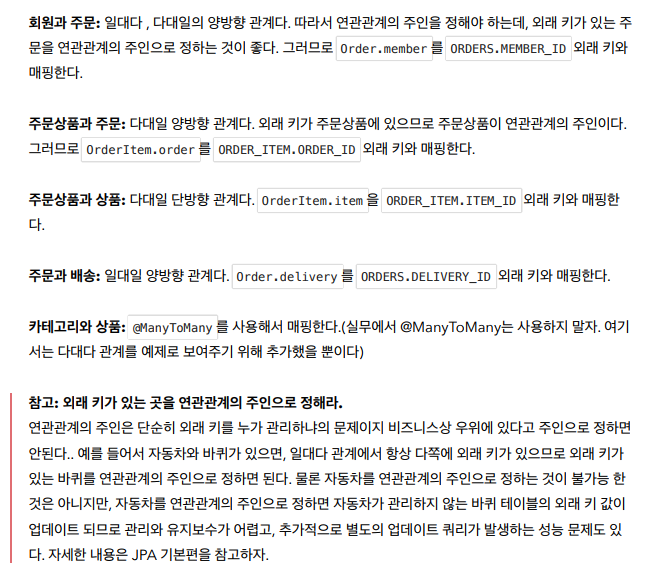 회원과 주문: 일대다 , 다대일의 양방향 관계다. 따라서 연관관계의 주인을 정해야 하는데, 외래 키가 있는 주
문을 연관관계의 주인으로 정하는 것이 좋다. 그러므로 Order.member 를 ORDERS.MEMBER_ID 외래 키와
매핑한다.
주문상품과 주문: 다대일 양방향 관계다. 외래 키가 주문상품에 있으므로 주문상품이 연관관계의 주인이다.
그러므로 OrderItem.order 를 ORDER_ITEM.ORDER_ID 외래 키와 매핑한다.
주문상품과 상품: 다대일 단방향 관계다. OrderItem.item 을 ORDER_ITEM.ITEM_ID 외래 키와 매핑한
다.
주문과 배송: 일대일 양방향 관계다. Order.delivery 를 ORDERS.DELIVERY_ID 외래 키와 매핑한다.
카테고리와 상품: @ManyToMany 를 사용해서 매핑한다.(실무에서 @ManyToMany는 사용하지 말자. 여기
서는 다대다 관계를 예제로 보여주기 위해 추가했을 뿐이다)
참고: 외래 키가 있는 곳을 연관관계의 주인으로 정해라.
연관관계의 주인은 단순히 외래 키를 누가 관리하냐의 문제이지 비즈니스상 우위에 있다고 주인으로 정하면
안된다.. 예를 들어서 자동차와 바퀴가 있으면, 일대다 관계에서 항상 다쪽에 외래 키가 있으므로 외래 키가
있는 바퀴를 연관관계의 주인으로 정하면 된다. 물론 자동차를 연관관계의 주인으로 정하는 것이 불가능 한
것은 아니지만, 자동차를 연관관계의 주인으로 정하면 자동차가 관리하지 않는 바퀴 테이블의 외래 키 값이
업데이트 되므로 관리와 유지보수가 어렵고, 추가적으로 별도의 업데이트 쿼리가 발생하는 성능 문제도 있
다. 자세한 내용은 JPA 기본편을 참고하자.